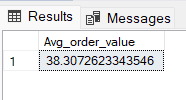 Results Messages
Avg_order_value
1 38.3072623343546